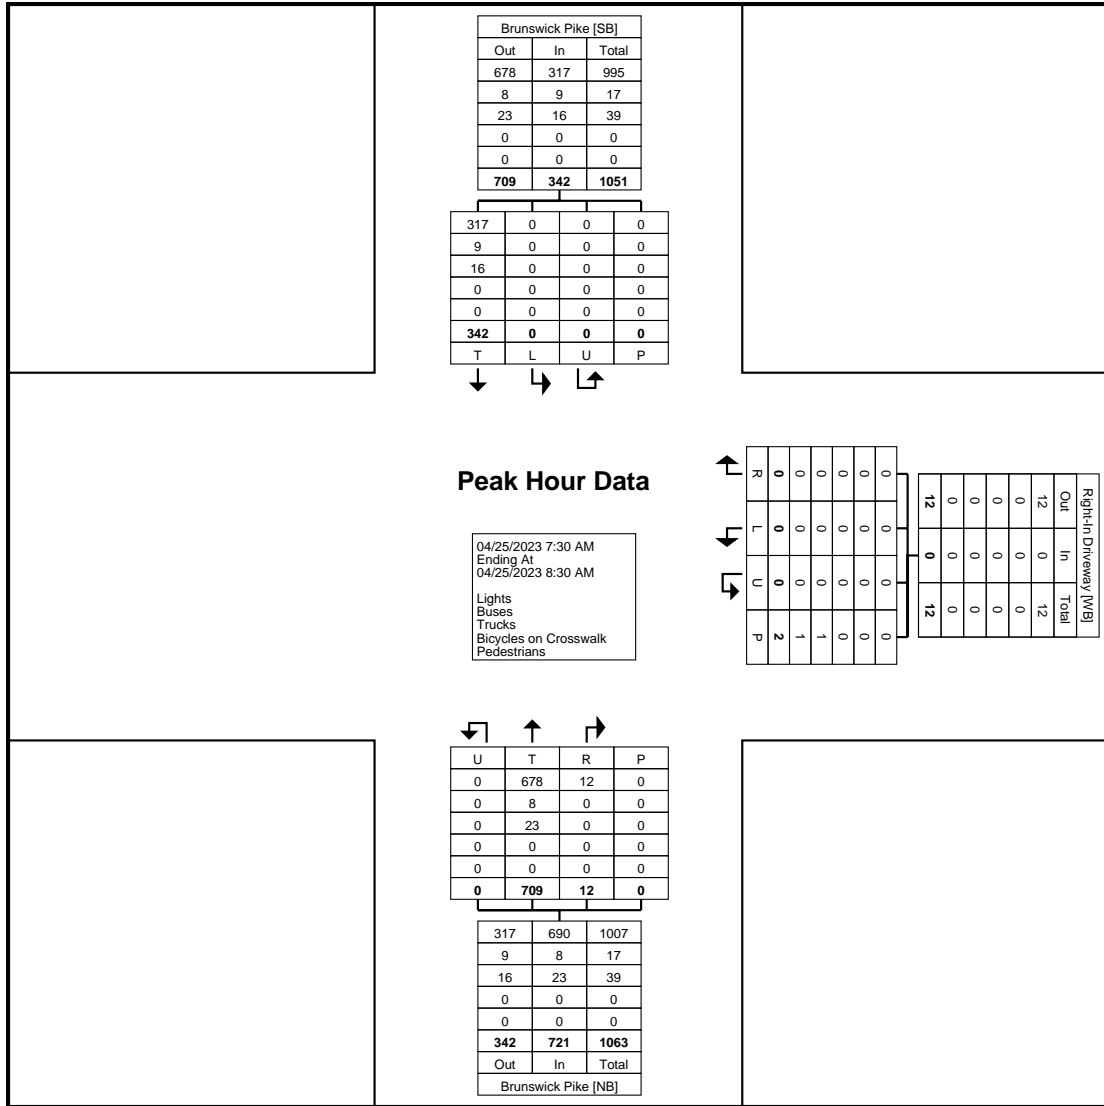 Brunswick Pike [SB]
Out In Total
678 317 995
8 9 17
23 16 39
0 0 0
0 0 0
709 342 1051
317 0 0 0
9 0 0 0
16 0 0 0
0 0 0 0
0 0 0 0
342 0 0 0
T L U P
Peak Hour Data
04/25/2023 7:30 AM
Ending At
04/25/2023 8:30 AM
Lights
Buses
Trucks
Bicycles on Crosswalk
Pedestrians
Right-In Driveway [WB]
Out In Total
12 0 12
0 0 0
0 0 0
0 0 0
0 0 0
12 0 12
0 0 0 0
0 0 0 0
0 0 0 0
0 0 0 1
0 0 0 1
0 0 0 2
R L U P
U T R P
0 678 12 0
0 8 0 0
0 23 0 0
0 0 0 0
0 0 0 0
0 709 12 0
317 690 1007
9 8 17
16 23 39
0 0 0
0 0 0
342 721 1063
Out In Total
Brunswick Pike [NB]